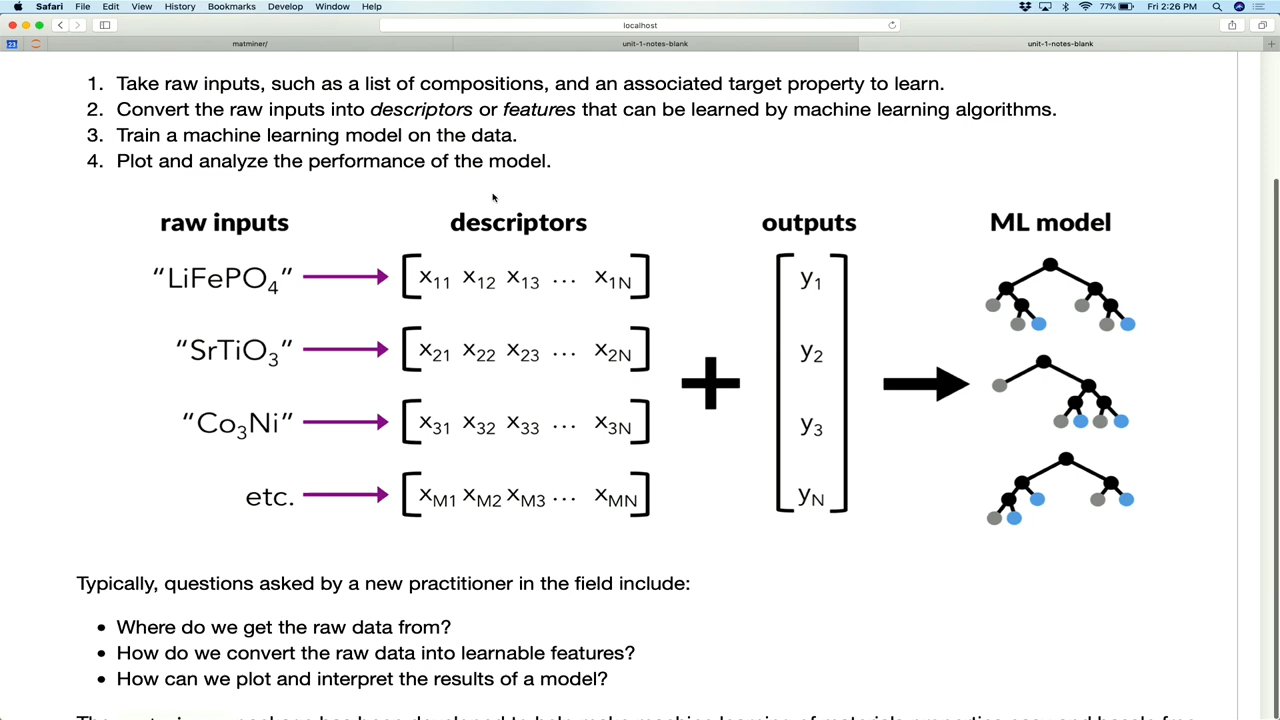 Safari File Edit View History Bookmarks Develop Window Help 77% Fri 2:26 PM
localhost
23 matminer/ unit-1-notes-blank unit-1-notes-blank
1. Take raw inputs, such as a list of compositions, and an associated target property to learn.
2. Convert the raw inputs into descriptors or features that can be learned by machine learning algorithms.
3. Train a machine learning model on the data.
4. Plot and analyze the performance of the model.
raw inputs descriptors outputs ML model
“LiFePO₄” [x₁₁ x₁₂ x₁₃ ... x₁N] y₁
“SrTiO₃” [x₂₁ x₂₂ x₂₃ ... x₂N] + y₂
“Co₃Ni” [x₃₁ x₃₂ x₃₃ ... x₃N] y₃
etc. [xM1 xM2 xM3 ... xMN] yN
Typically, questions asked by a new practitioner in the field include:
• Where do we get the raw data from?
• How do we convert the raw data into learnable features?
• How can we plot and interpret the results of a model?